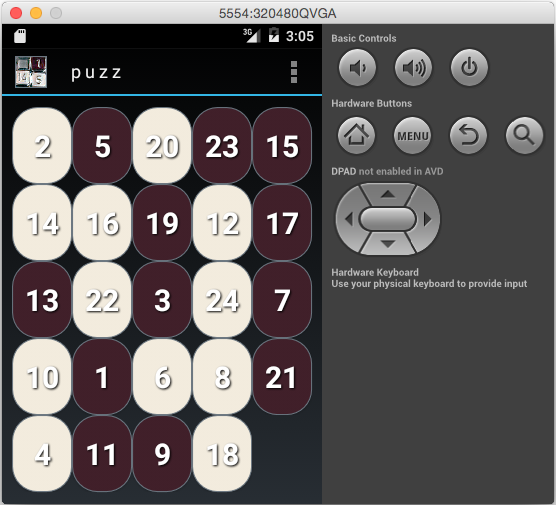 5554:320480QVGA
3G 3:05
puzz
2 5 20 23 15
14 16 19 12 17
13 22 3 24 7
10 1 6 8 21
4 11 9 18
Basic Controls
Hardware Buttons
MENU
DPAD not enabled in AVD
Hardware Keyboard
Use your physical keyboard to provide input